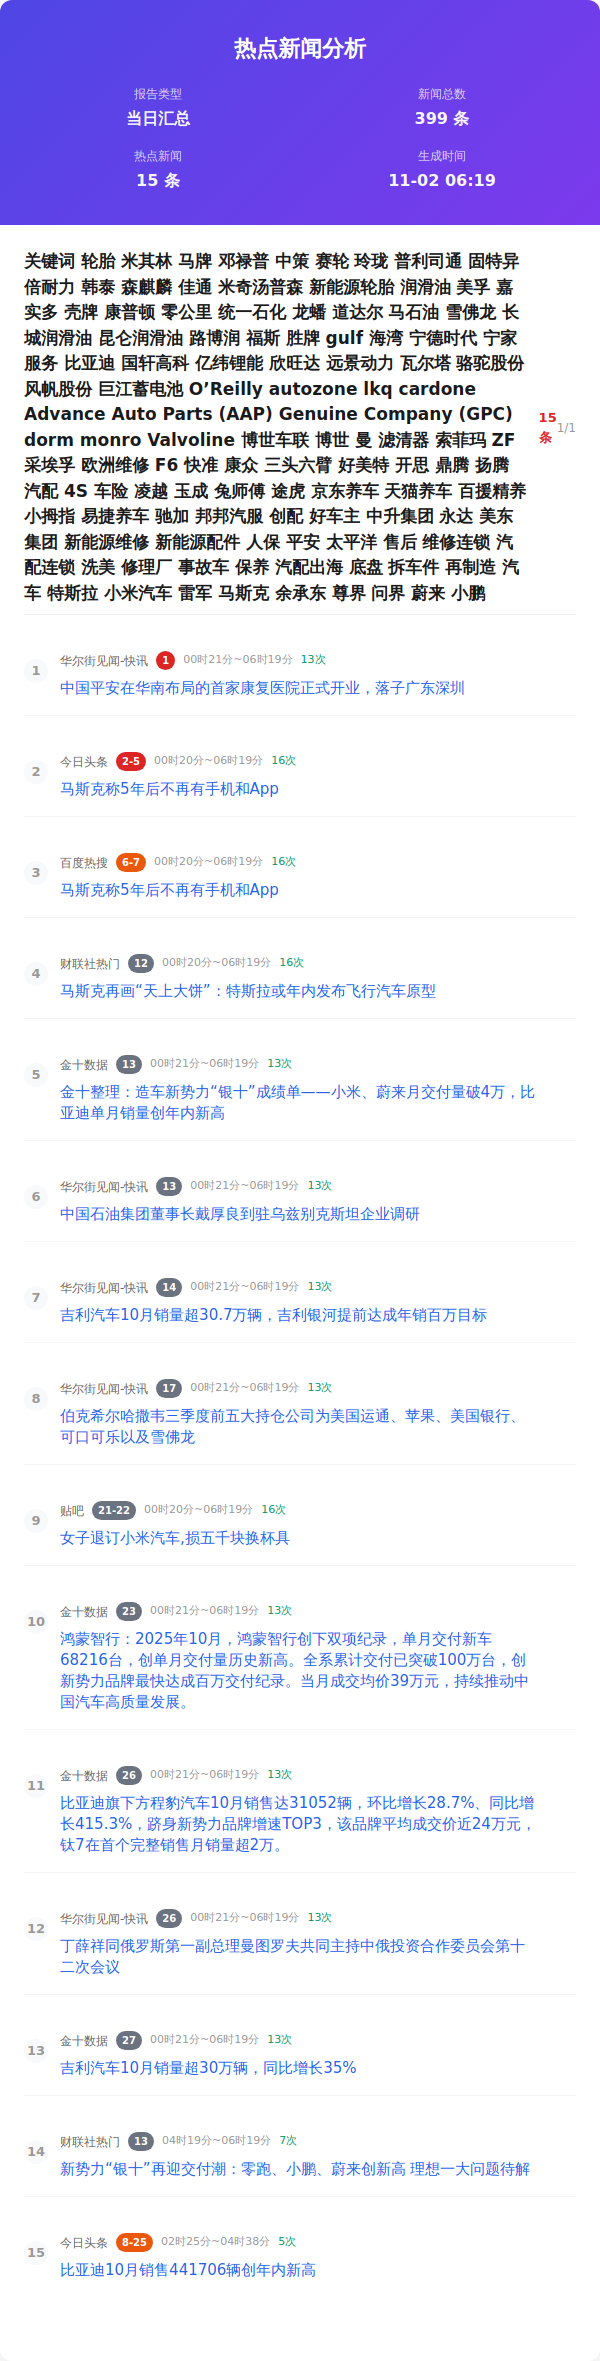 热点新闻分析
报告类型
新闻总数
当日汇总
399 条
热点新闻
生成时间
15 条
11-02 06:19
关键词 轮胎 米其林 马牌 邓禄普 中策 赛轮 玲珑 普利司通 固特异
倍耐力 韩泰 森麒麟 佳通 米奇汤普森 新能源轮胎 润滑油 美孚 嘉
实多 壳牌 康普顿 零公里 统一石化 龙蟠 道达尔 马石油 雪佛龙 长
城润滑油 昆仑润滑油 路博润 福斯 胜牌 gulf 海湾 宁德时代 宁家
服务 比亚迪 国轩高科 亿纬锂能 欣旺达 远景动力 瓦尔塔 骆驼股份
风帆股份 巨江蓄电池 O’Reilly autozone lkq cardone
Advance Auto Parts (AAP) Genuine Company (GPC)
dorm monro Valvoline 博世车联 博世 曼 滤清器 索菲玛 ZF
采埃孚 欧洲维修 F6 快准 康众 三头六臂 好美特 开思 鼎腾 扬腾
汽配 4S 车险 凌越 玉成 兔师傅 途虎 京东养车 天猫养车 百援精养
小拇指 易捷养车 驰加 邦邦汽服 创配 好车主 中升集团 永达 美东
集团 新能源维修 新能源配件 人保 平安 太平洋 售后 维修连锁 汽
配连锁 洗美 修理厂 事故车 保养 汽配出海 底盘 拆车件 再制造 汽
车 特斯拉 小米汽车 雷军 马斯克 余承东 尊界 问界 蔚来 小鹏
15
条
1/1
1
华尔街见闻-快讯 1 00时21分~06时19分 13次
中国平安在华南布局的首家康复医院正式开业，落子广东深圳
2
今日头条 2-5 00时20分~06时19分 16次
马斯克称5年后不再有手机和App
3
百度热搜 6-7 00时20分~06时19分 16次
马斯克称5年后不再有手机和App
4
财联社热门 12 00时20分~06时19分 16次
马斯克再画“天上大饼”：特斯拉或年内发布飞行汽车原型
5
金十数据 13 00时21分~06时19分 13次
金十整理：造车新势力“银十”成绩单——小米、蔚来月交付量破4万，比
亚迪单月销量创年内新高
6
华尔街见闻-快讯 13 00时21分~06时19分 13次
中国石油集团董事长戴厚良到驻乌兹别克斯坦企业调研
7
华尔街见闻-快讯 14 00时21分~06时19分 13次
吉利汽车10月销量超30.7万辆，吉利银河提前达成年销百万目标
8
华尔街见闻-快讯 17 00时21分~06时19分 13次
伯克希尔哈撒韦三季度前五大持仓公司为美国运通、苹果、美国银行、
可口可乐以及雪佛龙
9
贴吧 21-22 00时20分~06时19分 16次
女子退订小米汽车,损五千块换杯具
10
金十数据 23 00时21分~06时19分 13次
鸿蒙智行：2025年10月，鸿蒙智行创下双项纪录，单月交付新车
68216台，创单月交付量历史新高。全系累计交付已突破100万台，创
新势力品牌最快达成百万交付纪录。当月成交均价39万元，持续推动中
国汽车高质量发展。
11
金十数据 26 00时21分~06时19分 13次
比亚迪旗下方程豹汽车10月销售达31052辆，环比增长28.7%、同比增
长415.3%，跻身新势力品牌增速TOP3，该品牌平均成交价近24万元，
钛7在首个完整销售月销量超2万。
12
华尔街见闻-快讯 26 00时21分~06时19分 13次
丁薛祥同俄罗斯第一副总理曼图罗夫共同主持中俄投资合作委员会第十
二次会议
13
金十数据 27 00时21分~06时19分 13次
吉利汽车10月销量超30万辆，同比增长35%
14
财联社热门 13 04时19分~06时19分 7次
新势力“银十”再迎交付潮：零跑、小鹏、蔚来创新高 理想一大问题待解
15
今日头条 8-25 02时25分~04时38分 5次
比亚迪10月销售441706辆创年内新高